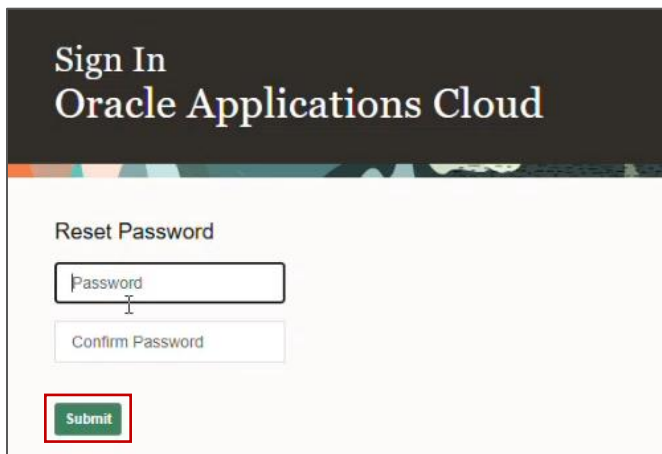 Sign In
Oracle Applications Cloud
Reset Password
Password
Confirm Password
Submit